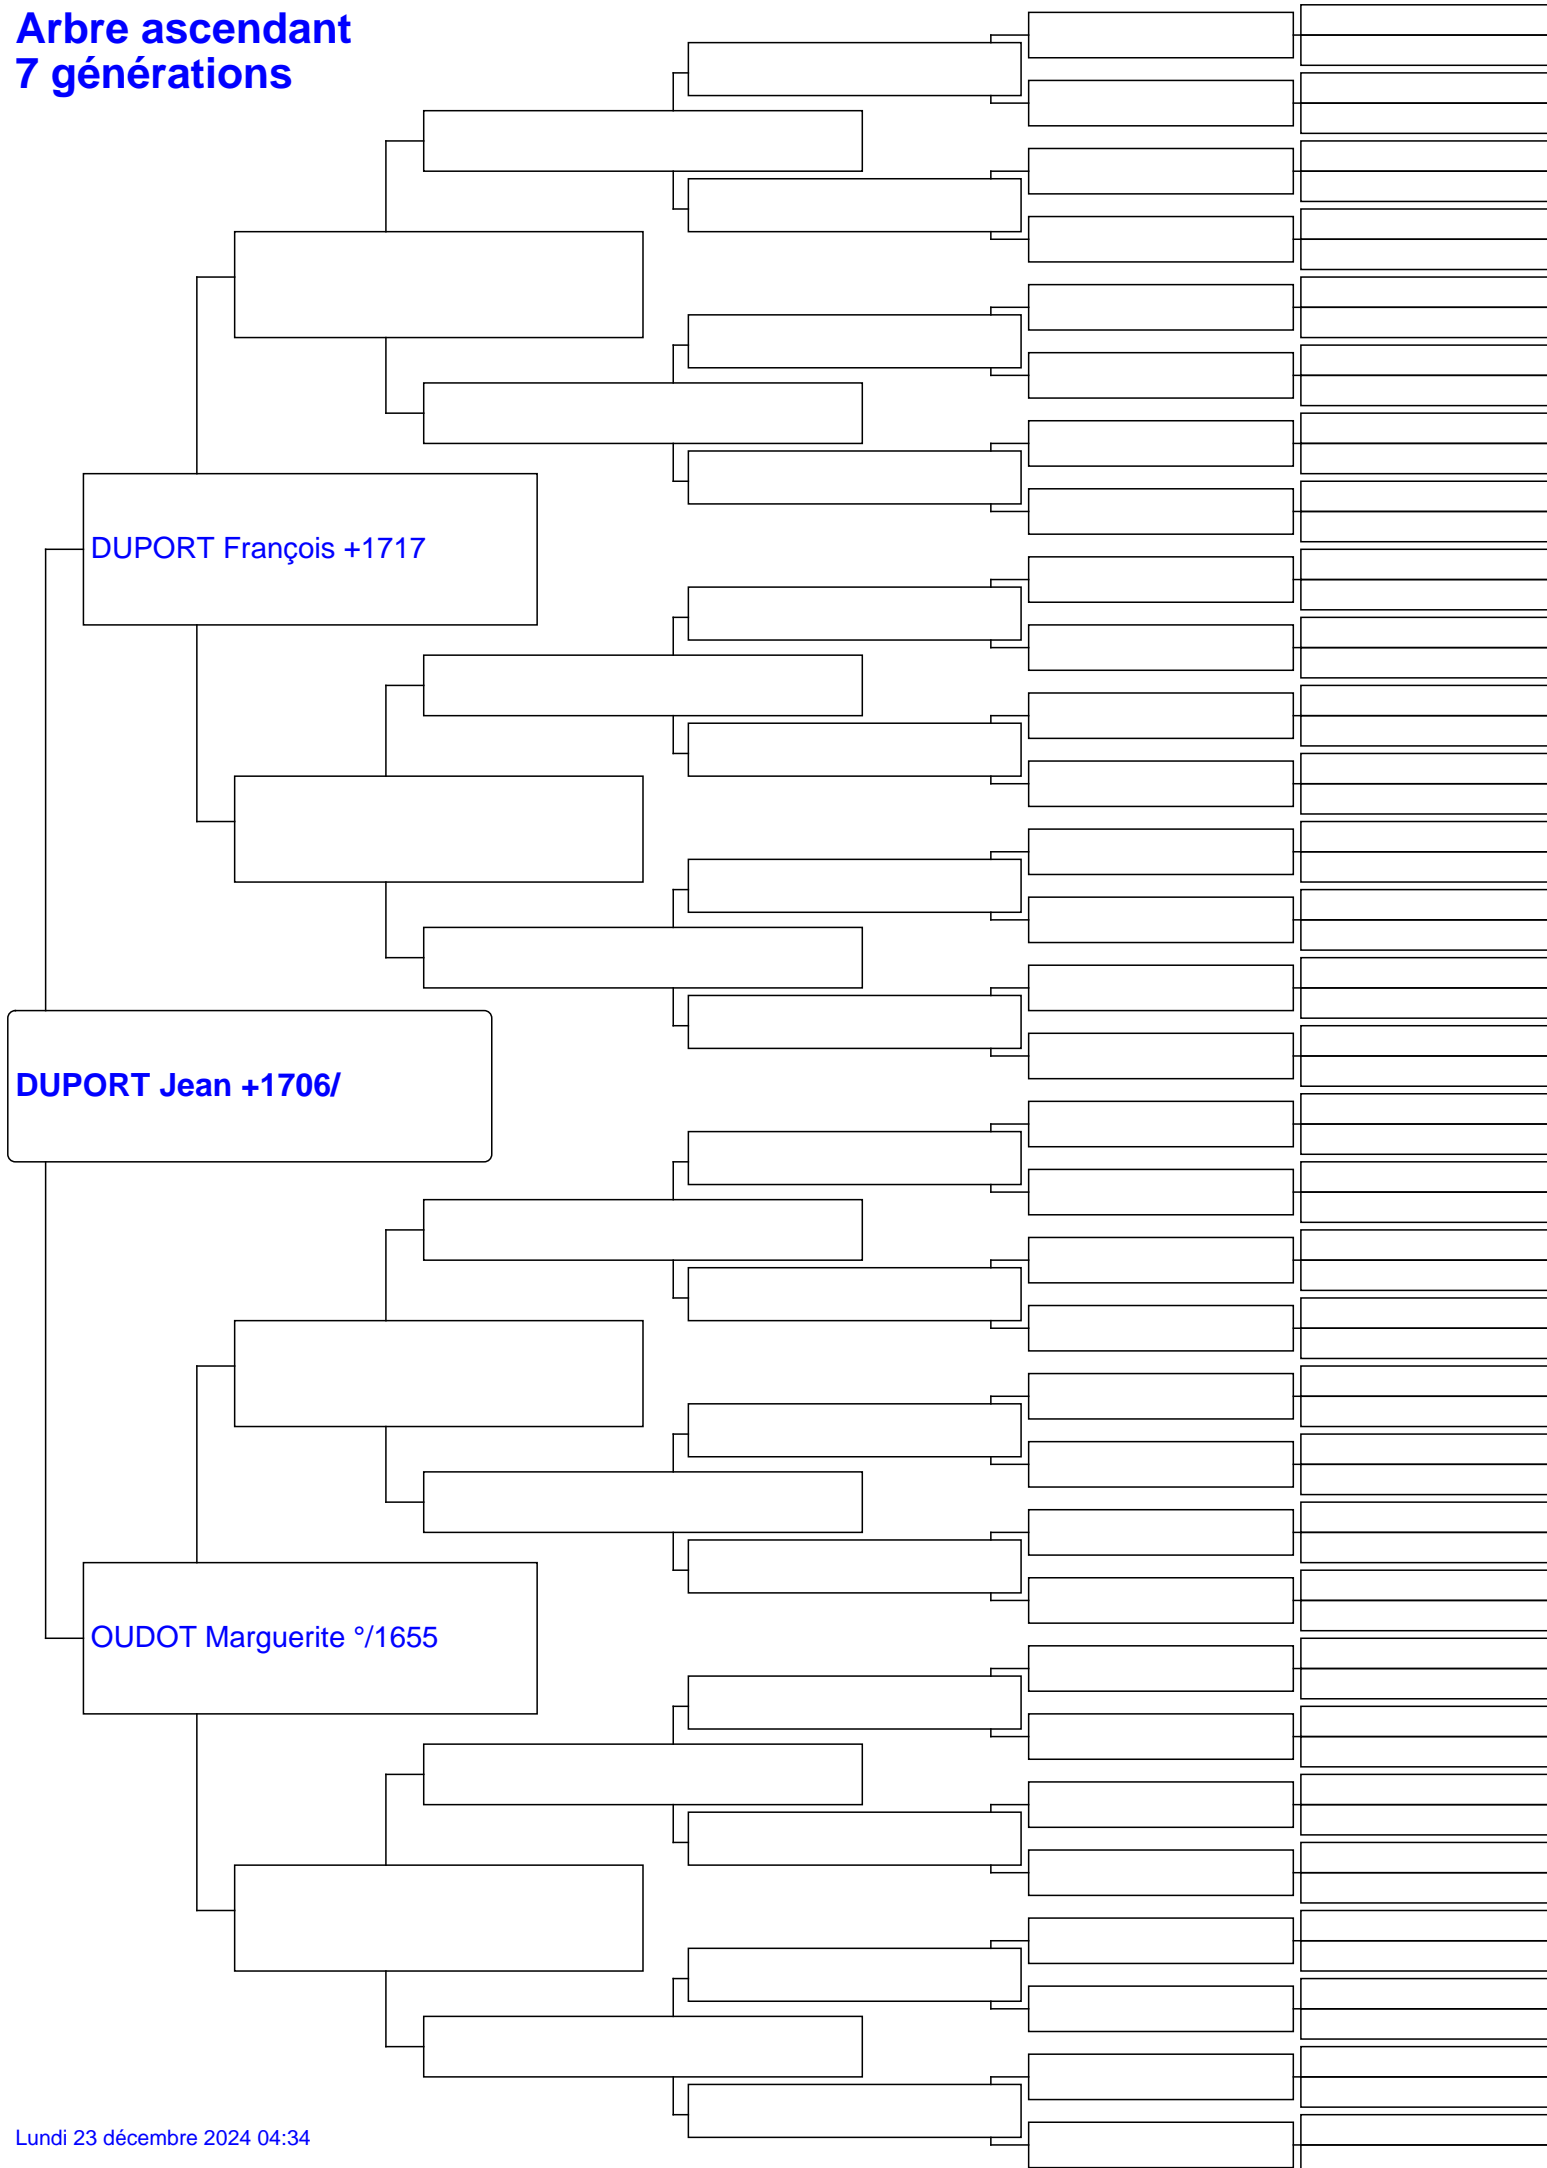 Arbre ascendant
7 générations
DUPORT François +1717
DUPORT Jean +1706/
OUDOT Marguerite °/1655
Lundi 23 décembre 2024 04:34